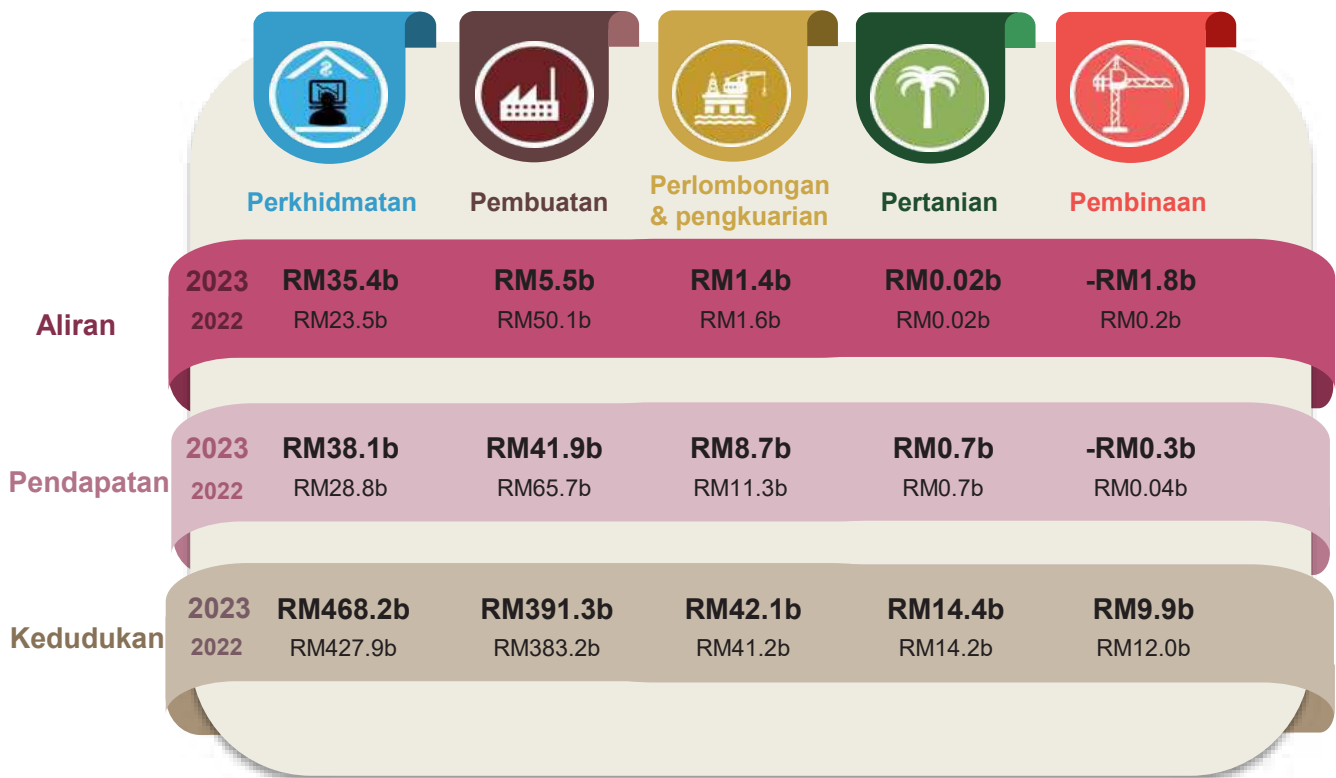 Perkhidmatan
Pembuatan
Perlombongan
& pengkuarian
Pertanian
Pembinaan
Aliran
2023 RM35.4b RM5.5b RM1.4b RM0.02b -RM1.8b
2022 RM23.5b RM50.1b RM1.6b RM0.02b RM0.2b
Pendapatan
2023 RM38.1b RM41.9b RM8.7b RM0.7b -RM0.3b
2022 RM28.8b RM65.7b RM11.3b RM0.7b RM0.04b
Kedudukan
2023 RM468.2b RM391.3b RM42.1b RM14.4b RM9.9b
2022 RM427.9b RM383.2b RM41.2b RM14.2b RM12.0b